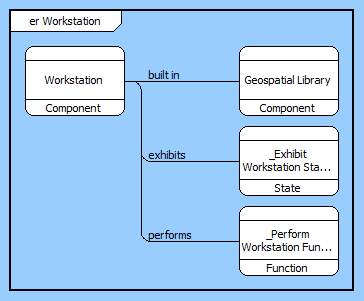 er Workstation
Workstation
Component
built in
Geospatial Library
Component
exhibits
_Exhibit
Workstation Sta...
State
performs
_Perform
Workstation Fun...
Function